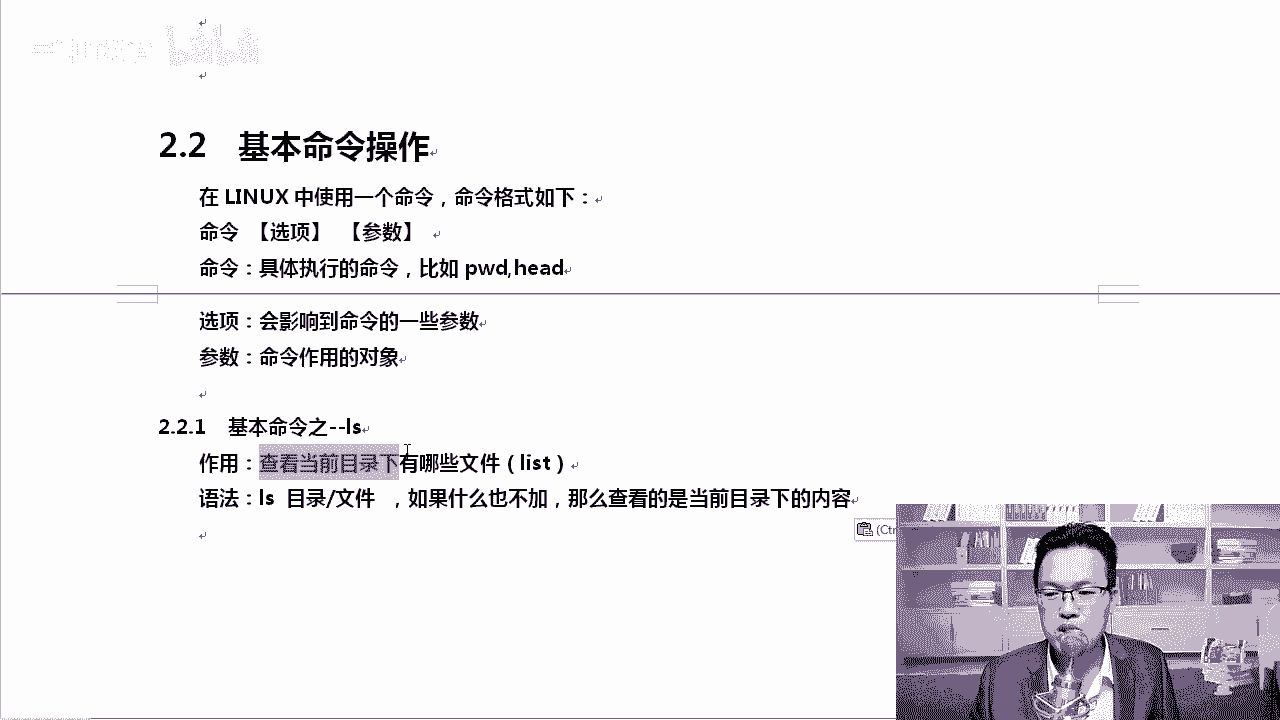 2.2 基本命令操作
在 LINUX 中使用一个命令，命令格式如下：
命令 【选项】 【参数】
命令：具体执行的命令，比如 pwd,head
选项：会影响到命令的一些参数
参数：命令作用的对象
2.2.1 基本命令之--ls
作用：查看当前目录下有哪些文件（list）
语法：ls 目录/文件 ，如果什么也不加，那么查看的是当前目录下的内容
(Ctr